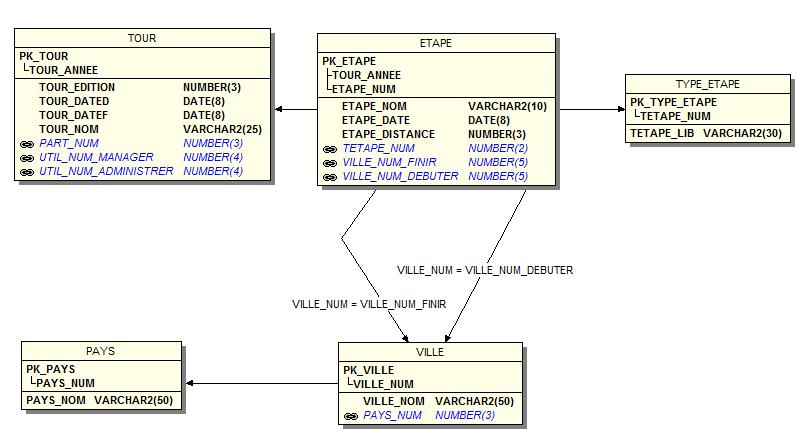 TOUR
PK_TOUR
TOUR_ANNEE
TOUR_EDITION NUMBER(3)
TOUR_DATED DATE(8)
TOUR_DATEF DATE(8)
TOUR_NOM VARCHAR2(25)
PART_NUM NUMBER(3)
UTIL_NUM_MANAGER NUMBER(4)
UTIL_NUM_ADMINISTRER NUMBER(4)
ETAPE
PK_ETAPE
TOUR_ANNEE
ETAPE_NUM
ETAPE_NOM VARCHAR2(10)
ETAPE_DATE DATE(8)
ETAPE_DISTANCE NUMBER(3)
TETAPE_NUM NUMBER(2)
VILLE_NUM_FINIR NUMBER(5)
VILLE_NUM_DEBUTER NUMBER(5)
TYPE_ETAPE
PK_TYPE_ETAPE
TETAPE_NUM
TETAPE_LIB VARCHAR2(30)
VILLE_NUM = VILLE_NUM_DEBUTER
VILLE_NUM = VILLE_NUM_FINIR
PAYS
PK_PAYS
PAYS_NUM
PAYS_NOM VARCHAR2(50)
VILLE
PK_VILLE
VILLE_NUM
VILLE_NOM VARCHAR2(50)
PAYS_NUM NUMBER(3)